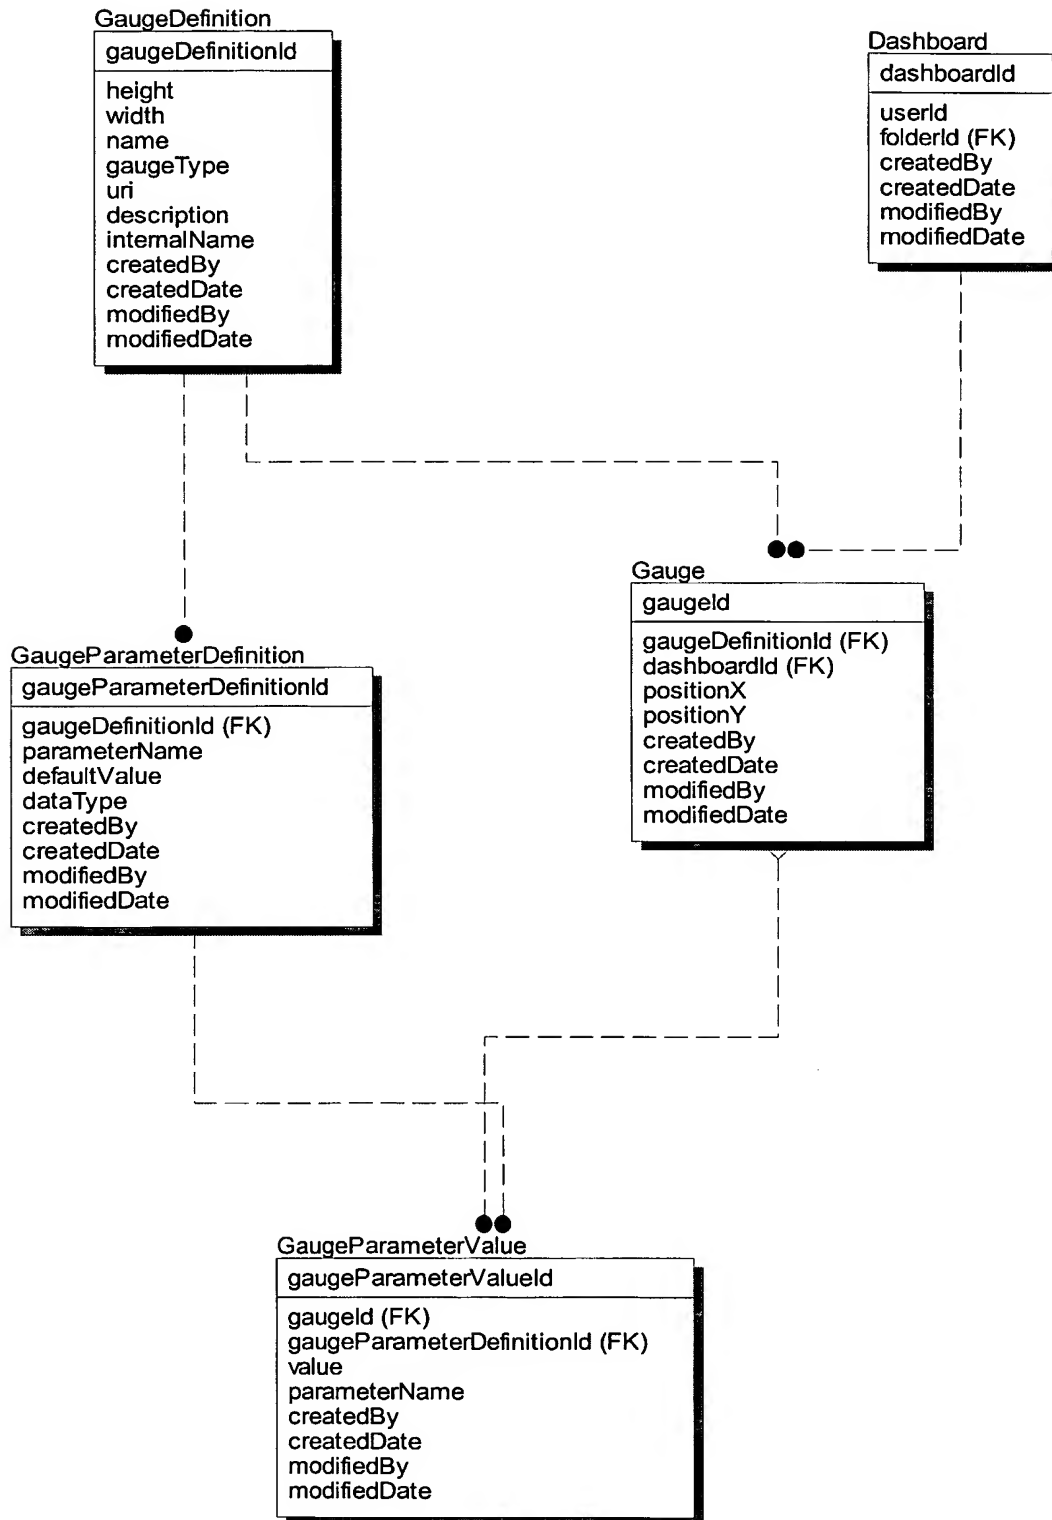 GaugeDefinition
gaugeDefinitionId
height
width
name
gaugeType
uri
description
internalName
createdBy
createdDate
modifiedBy
modifiedDate
Dashboard
dashboardId
userId
folderId (FK)
createdBy
createdDate
modifiedBy
modifiedDate
Gauge
gaugeId
gaugeDefinitionId (FK)
dashboardId (FK)
positionX
positionY
createdBy
createdDate
modifiedBy
modifiedDate
GaugeParameterDefinition
gaugeParameterDefinitionId
gaugeDefinitionId (FK)
parameterName
defaultValue
dataType
createdBy
createdDate
modifiedBy
modifiedDate
GaugeParameterValue
gaugeParameterValueId
gaugeId (FK)
gaugeParameterDefinitionId (FK)
value
parameterName
createdBy
createdDate
modifiedBy
modifiedDate